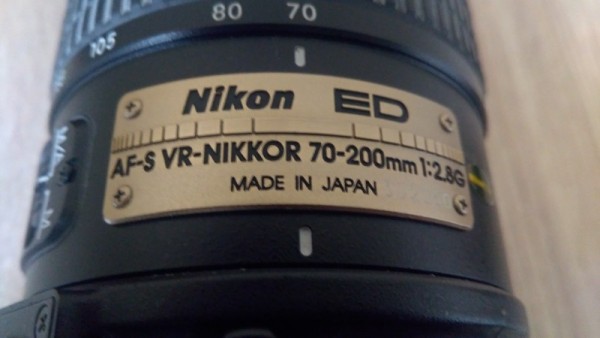 80 70
105
Nikon ED
AF-S VR-NIKKOR 70-200mm 1:2.8G
MADE IN JAPAN
M/A
M